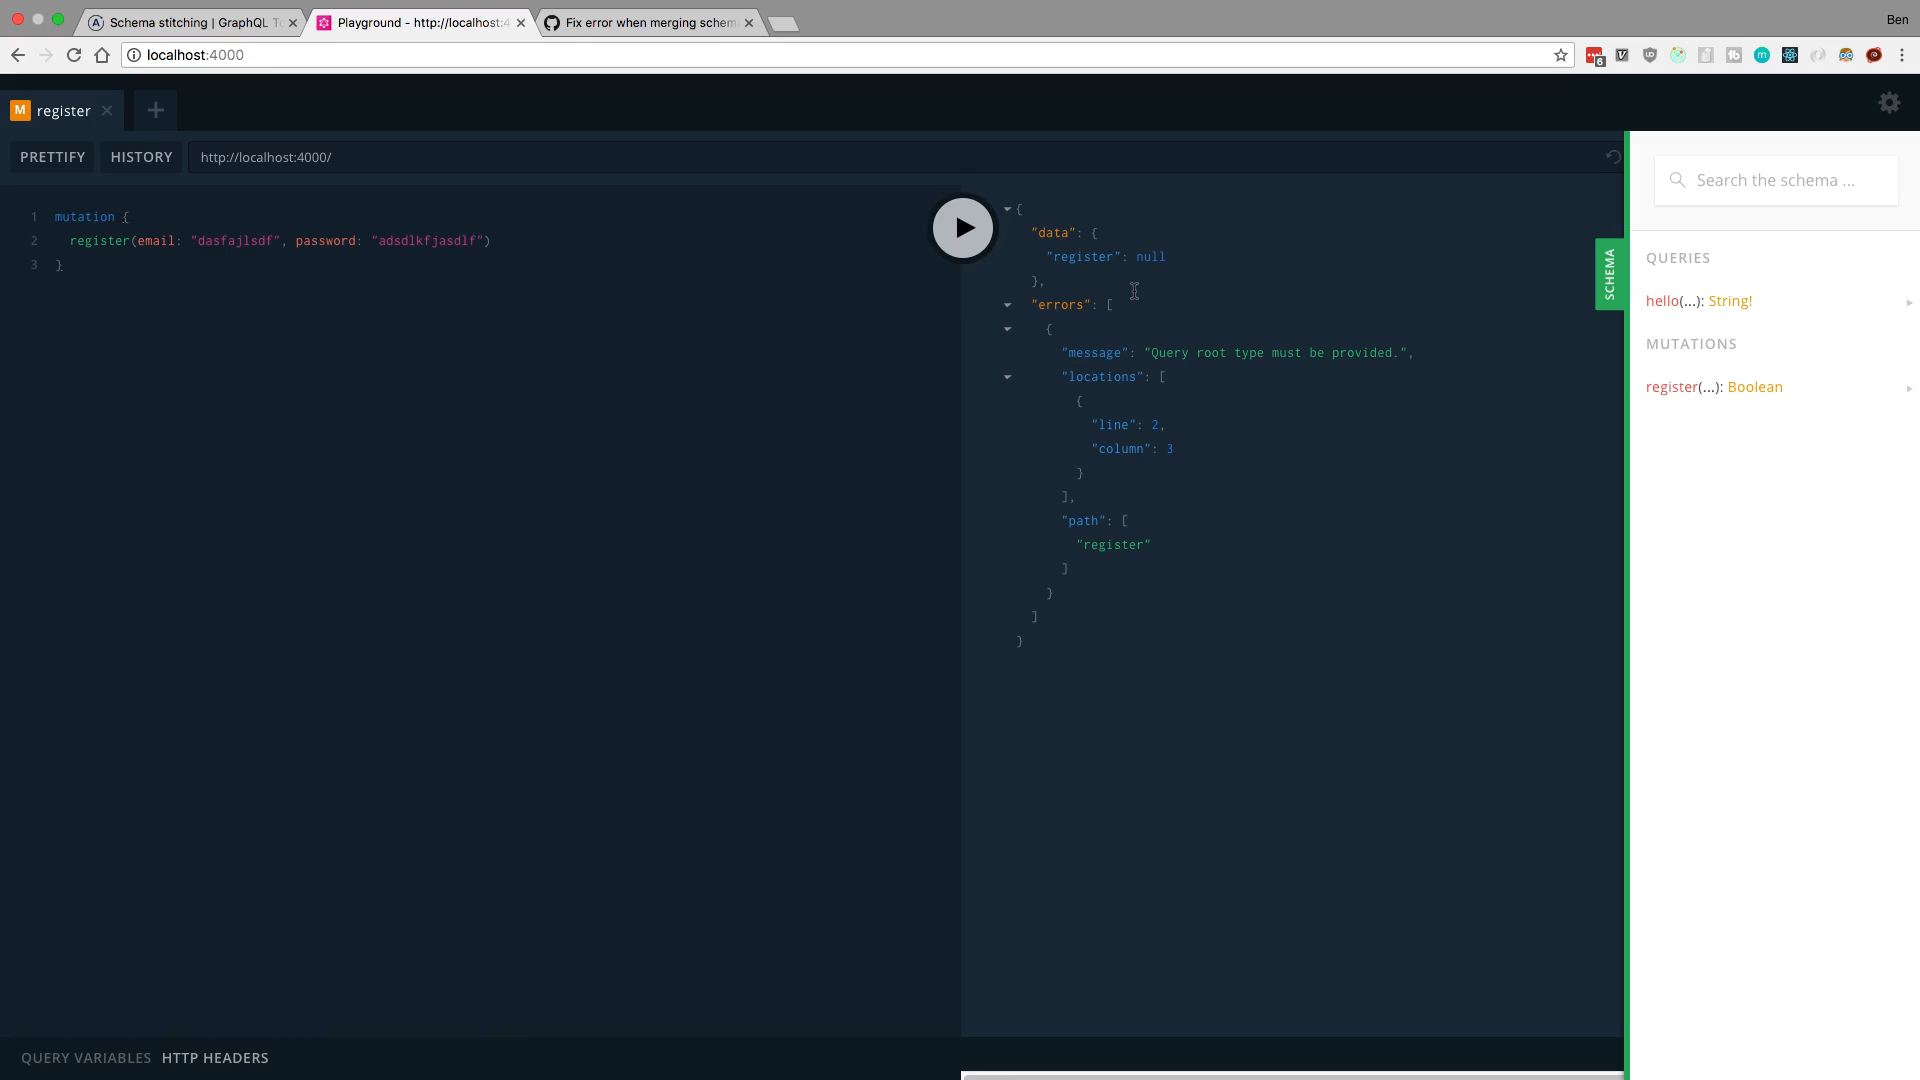 Schema stitching | GraphQL To
Playground - http://localhost:4
Fix error when merging schem
Ben
localhost:4000
6
M register
PRETTIFY
HISTORY
http://localhost:4000/
1 mutation {
2 register(email: "dasfajlsdf", password: "adsdlkfjasdlf")
3 }
{
"data": {
"register": null
},
"errors": [
{
"message": "Query root type must be provided.",
"locations": [
{
"line": 2,
"column": 3
}
],
"path": [
"register"
]
}
]
}
SCHEMA
Search the schema ...
QUERIES
hello(...): String!
MUTATIONS
register(...): Boolean
QUERY VARIABLES
HTTP HEADERS